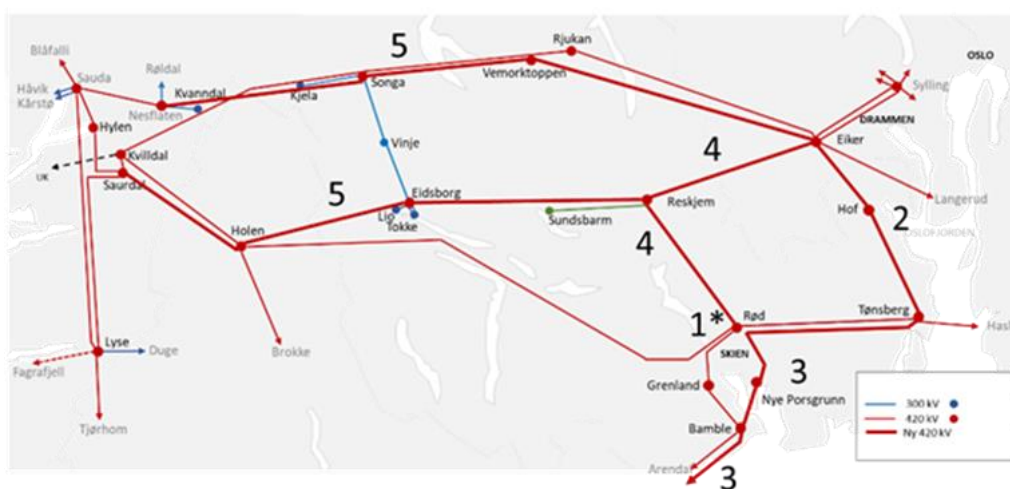 5
Rjukan
OSLO
Blåfalli
Sauda
Røldal
Håvik
Kårstø
Kvanndal
Nesflaten
Kjela
Songa
Vemorktoppen
Sylling
DRAMMEN
Hylen
Vinje
Kvilldal
UK
Saurdal
4
Eiker
5
Eidsborg
Reskjem
Langerud
Lio
Tokke
Sundsbarm
Hof
2
OSLOFJORDEN
Holen
4
Rød
1*
Tønsberg
SKIEN
Lyse
Duge
Brokke
Fagrafjell
Grenland
3
Nye Porsgrunn
Tjørhom
Bamble
Arendal
3
300 kV
420 kV
Ny 420 kV